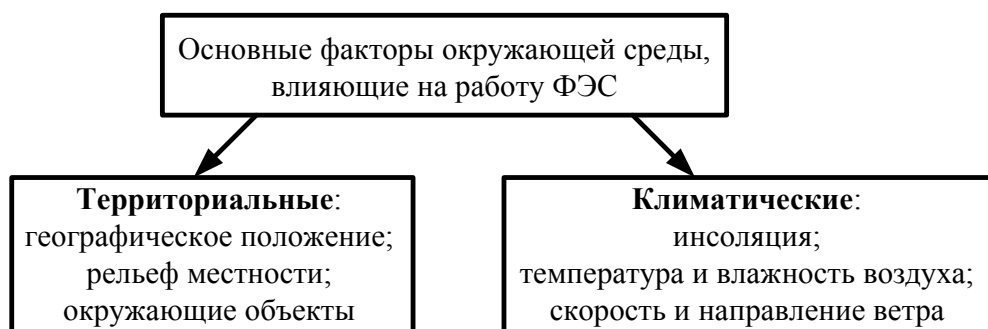 Основные факторы окружающей среды,
влияющие на работу ФЭС
Территориальные:
географическое положение;
рельеф местности;
окружающие объекты
Климатические:
инсоляция;
температура и влажность воздуха;
скорость и направление ветра